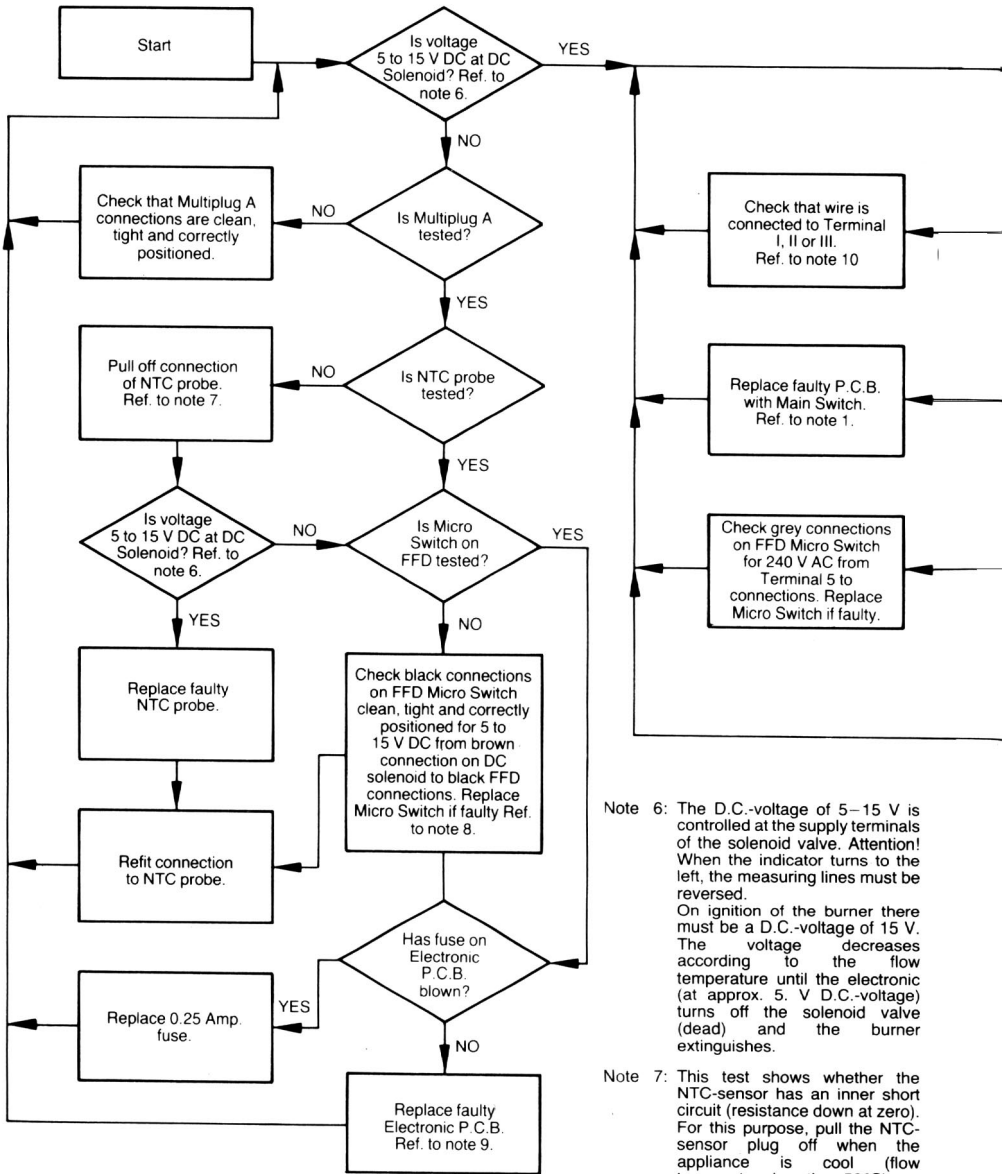 Start
Is voltage
5 to 15 V DC at DC
Solenoid? Ref. to
note 6.
YES
NO
Check that Multiplug A
connections are clean,
tight and correctly
positioned.
NO
Is Multiplug A
tested?
YES
Check that wire is
connected to Terminal
I, II or III.
Ref. to note 10
Pull off connection
of NTC probe.
Ref. to note 7.
NO
Is NTC probe
tested?
YES
Replace faulty P.C.B.
with Main Switch.
Ref. to note 1.
Is voltage
5 to 15 V DC at DC
Solenoid? Ref. to
note 6.
NO
YES
Is Micro
Switch on
FFD tested?
YES
NO
Check grey connections
on FFD Micro Switch
for 240 V AC from
Terminal 5 to
connections. Replace
Micro Switch if faulty.
Replace faulty
NTC probe.
Check black connections
on FFD Micro Switch
clean, tight and correctly
positioned for 5 to
15 V DC from brown
connection on DC
solenoid to black FFD
connections. Replace
Micro Switch if faulty Ref.
to note 8.
Refit connection
to NTC probe.
Has fuse on
Electronic
P.C.B.
blown?
YES
NO
Replace 0.25 Amp.
fuse.
Replace faulty
Electronic P.C.B.
Ref. to note 9.
Note 6: The D.C.-voltage of 5–15 V is
controlled at the supply terminals
of the solenoid valve. Attention!
When the indicator turns to the
left, the measuring lines must be
reversed.
On ignition of the burner there
must be a D.C.-voltage of 15 V.
The voltage decreases
according to the flow
temperature until the electronic
(at approx. 5. V D.C.-voltage)
turns off the solenoid valve
(dead) and the burner
extinguishes.
Note 7: This test shows whether the
NTC-sensor has an inner short
circuit (resistance down at zero).
For this purpose, pull the NTC-
sensor plug off when the
appliance is cool (flow